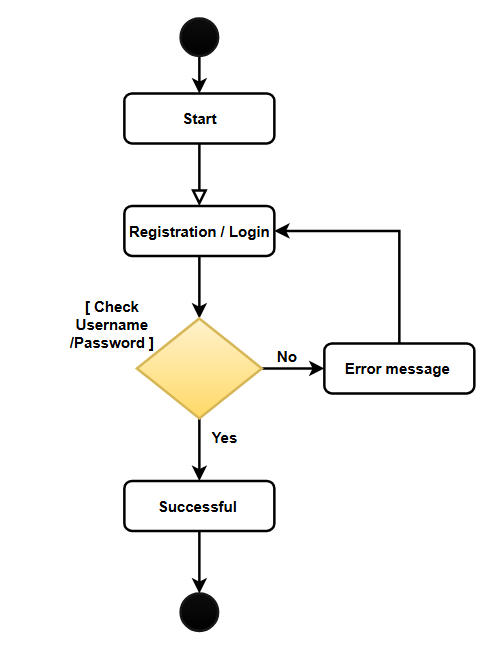 Start
Registration / Login
[ Check
Username
/Password ]
No
Error message
Yes
Successful